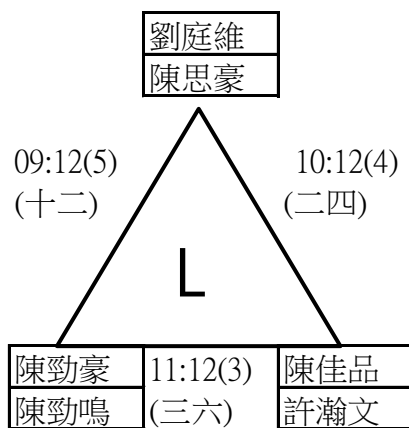 劉庭維
陳思豪
09:12(5)
(十二)
10:12(4)
(二四)
L
陳勁豪
陳勁鳴
11:12(3)
(三六)
陳佳品
許瀚文